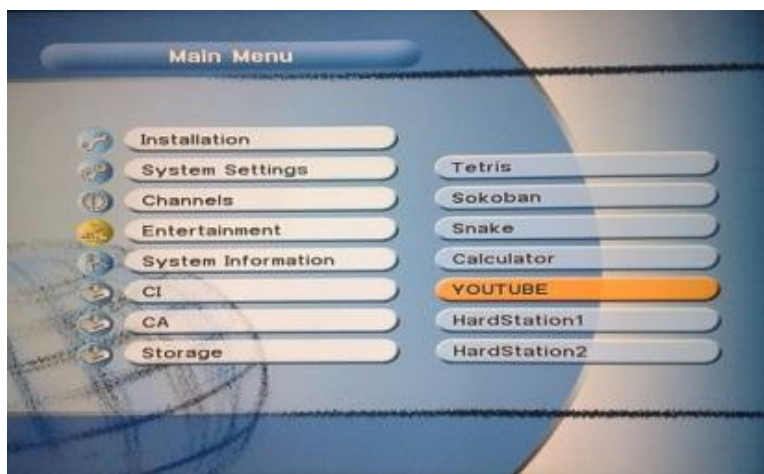 Main Menu
Installation
System Settings
Channels
Entertainment
System Information
CI
CA
Storage
Tetris
Sokoban
Snake
Calculator
YOUTUBE
HardStation1
HardStation2